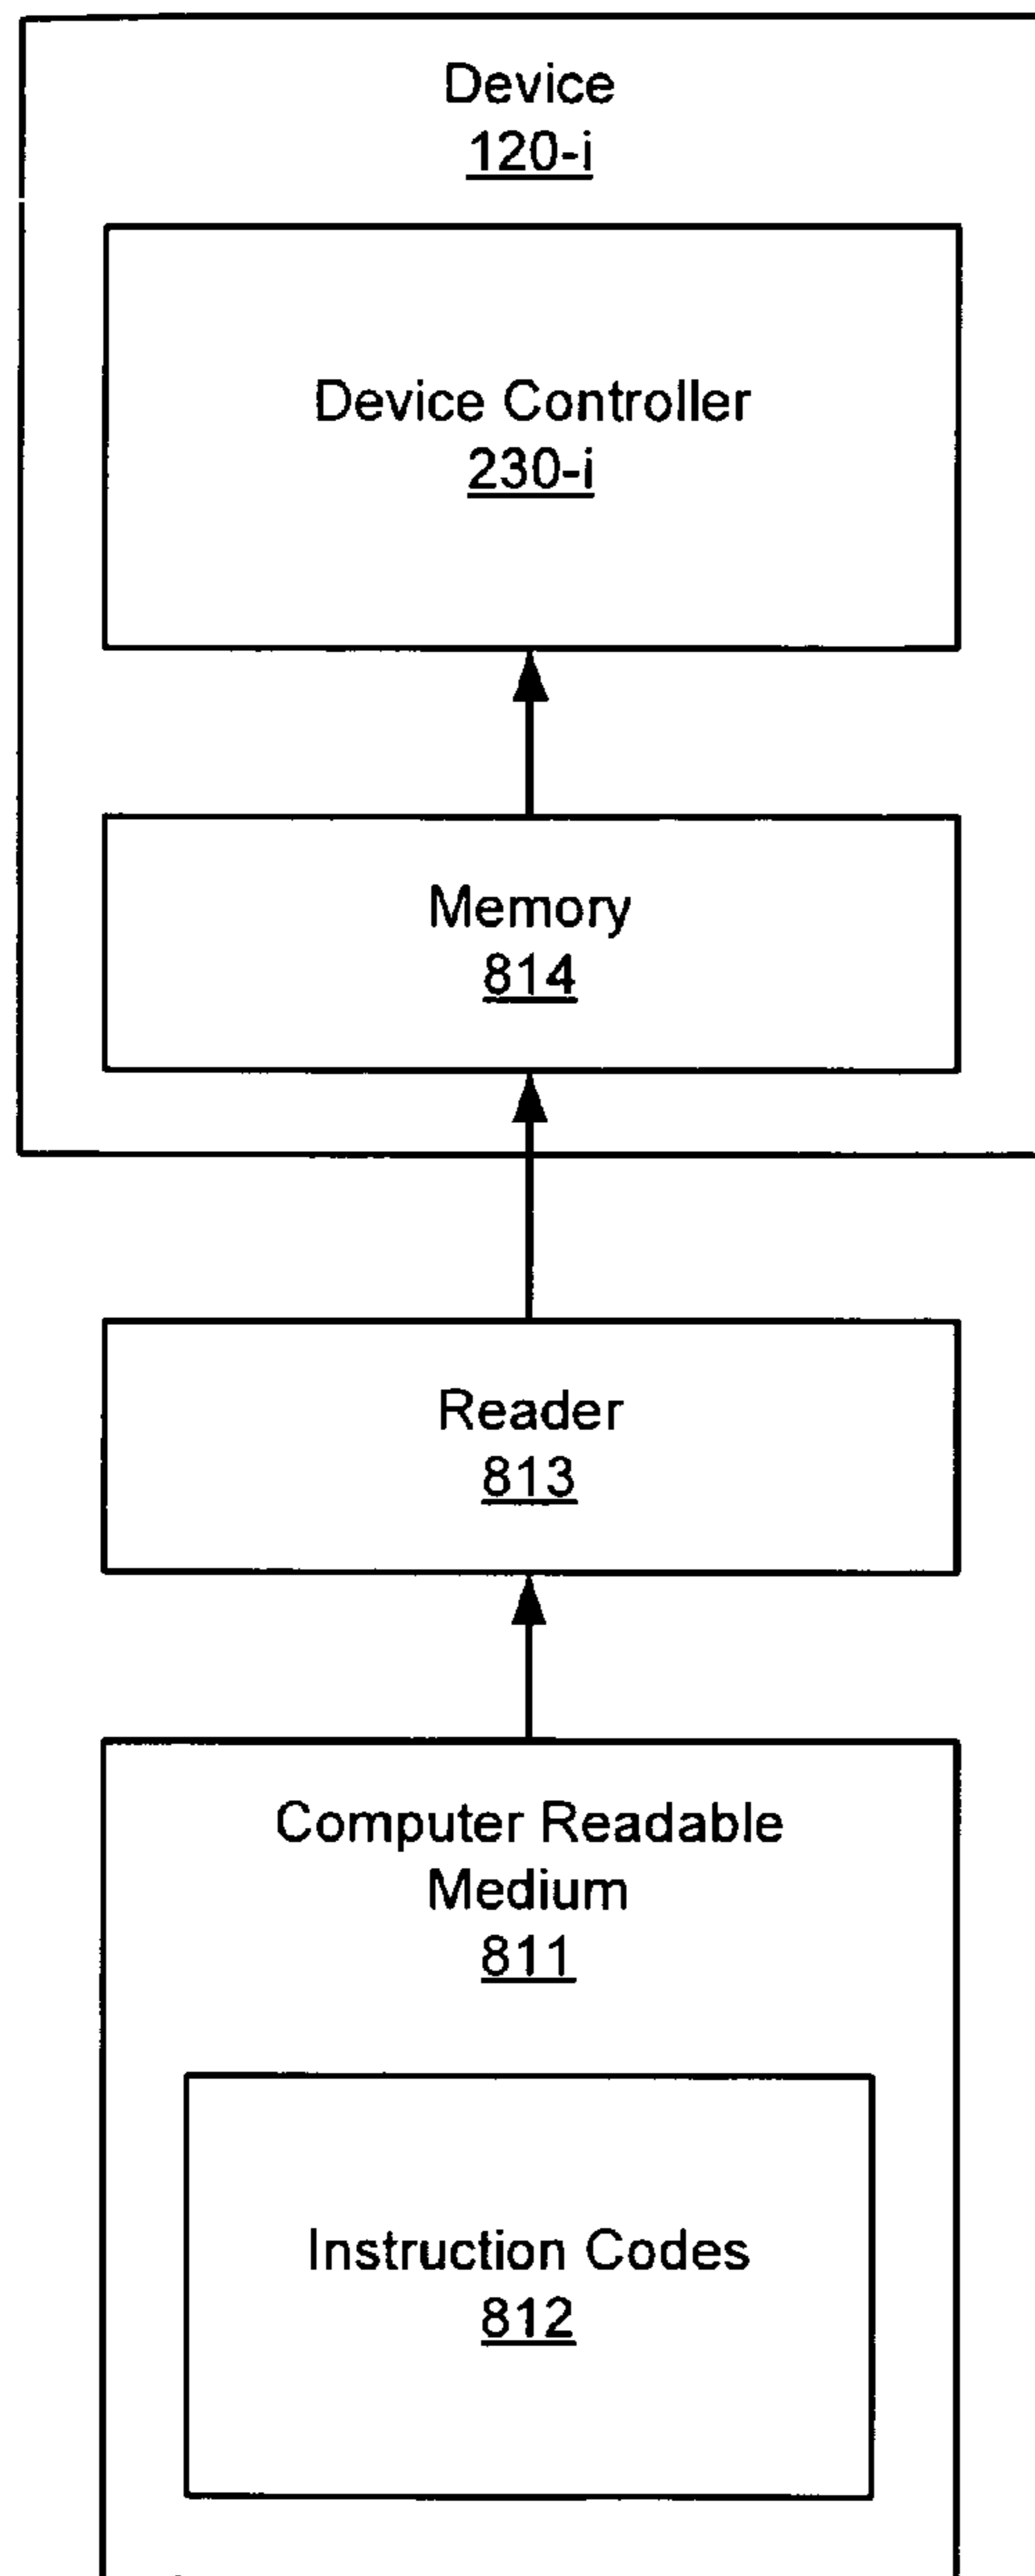 Device
120-i
Device Controller
230-i
Memory
814
Reader
813
Computer Readable
Medium
811
Instruction Codes
812